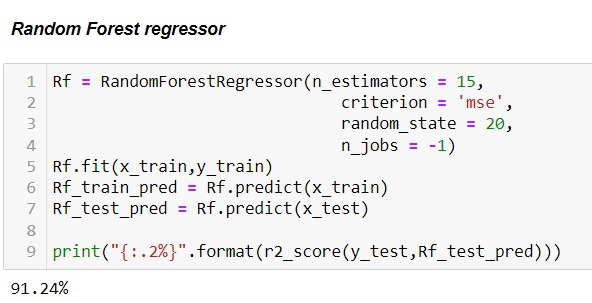 Random Forest regressor
1 Rf = RandomForestRegressor(n_estimators = 15,
2 criterion = 'mse',
3 random_state = 20,
4 n_jobs = -1)
5 Rf.fit(x_train,y_train)
6 Rf_train_pred = Rf.predict(x_train)
7 Rf_test_pred = Rf.predict(x_test)
8
9 print("{:.2%}".format(r2_score(y_test,Rf_test_pred)))
91.24%